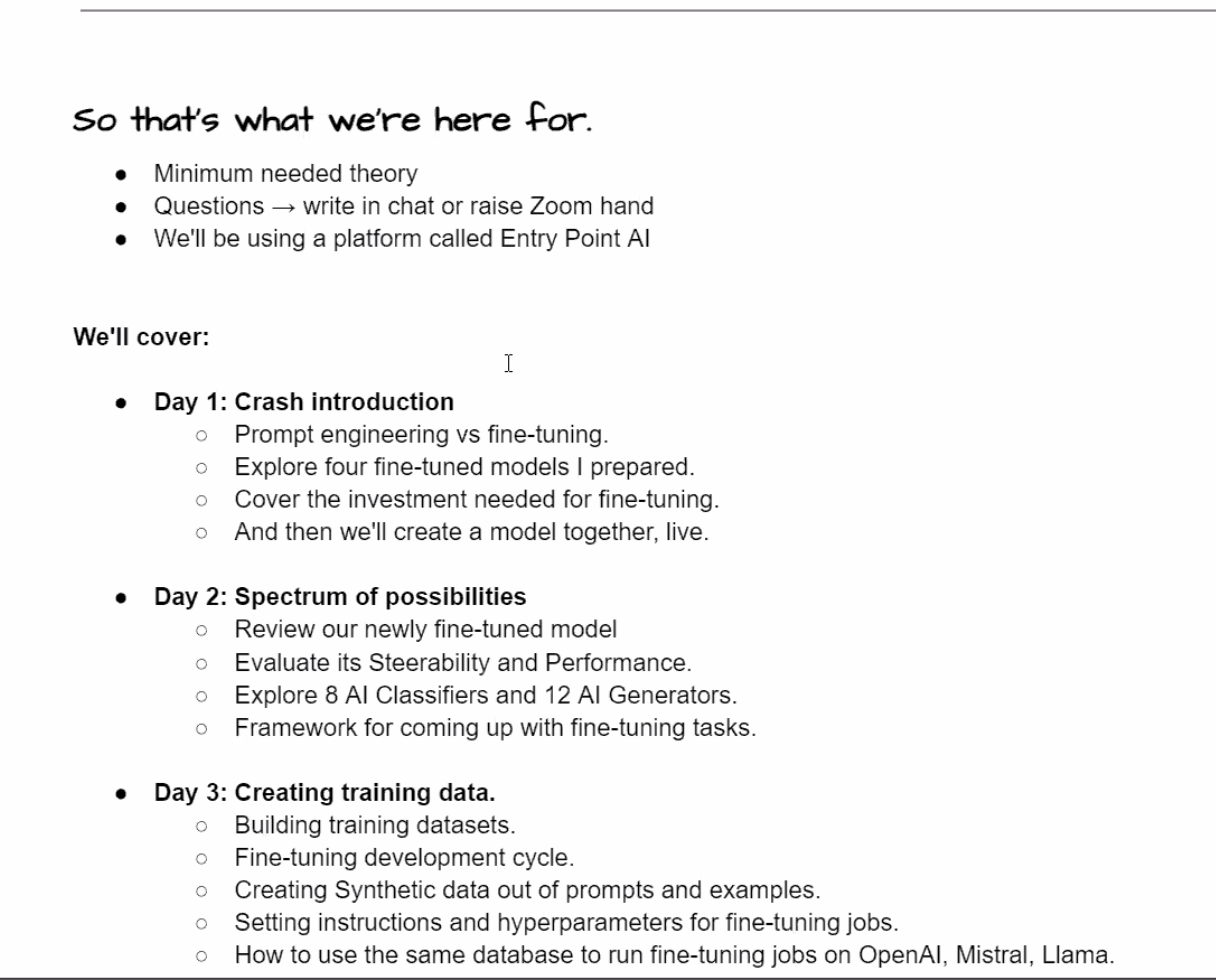 So that's what we're here for.
● Minimum needed theory
● Questions → write in chat or raise Zoom hand
● We'll be using a platform called Entry Point AI
We'll cover:
● Day 1: Crash introduction
○ Prompt engineering vs fine-tuning.
○ Explore four fine-tuned models I prepared.
○ Cover the investment needed for fine-tuning.
○ And then we'll create a model together, live.
● Day 2: Spectrum of possibilities
○ Review our newly fine-tuned model
○ Evaluate its Steerability and Performance.
○ Explore 8 AI Classifiers and 12 AI Generators.
○ Framework for coming up with fine-tuning tasks.
● Day 3: Creating training data.
○ Building training datasets.
○ Fine-tuning development cycle.
○ Creating Synthetic data out of prompts and examples.
○ Setting instructions and hyperparameters for fine-tuning jobs.
○ How to use the same database to run fine-tuning jobs on OpenAI, Mistral, Llama.